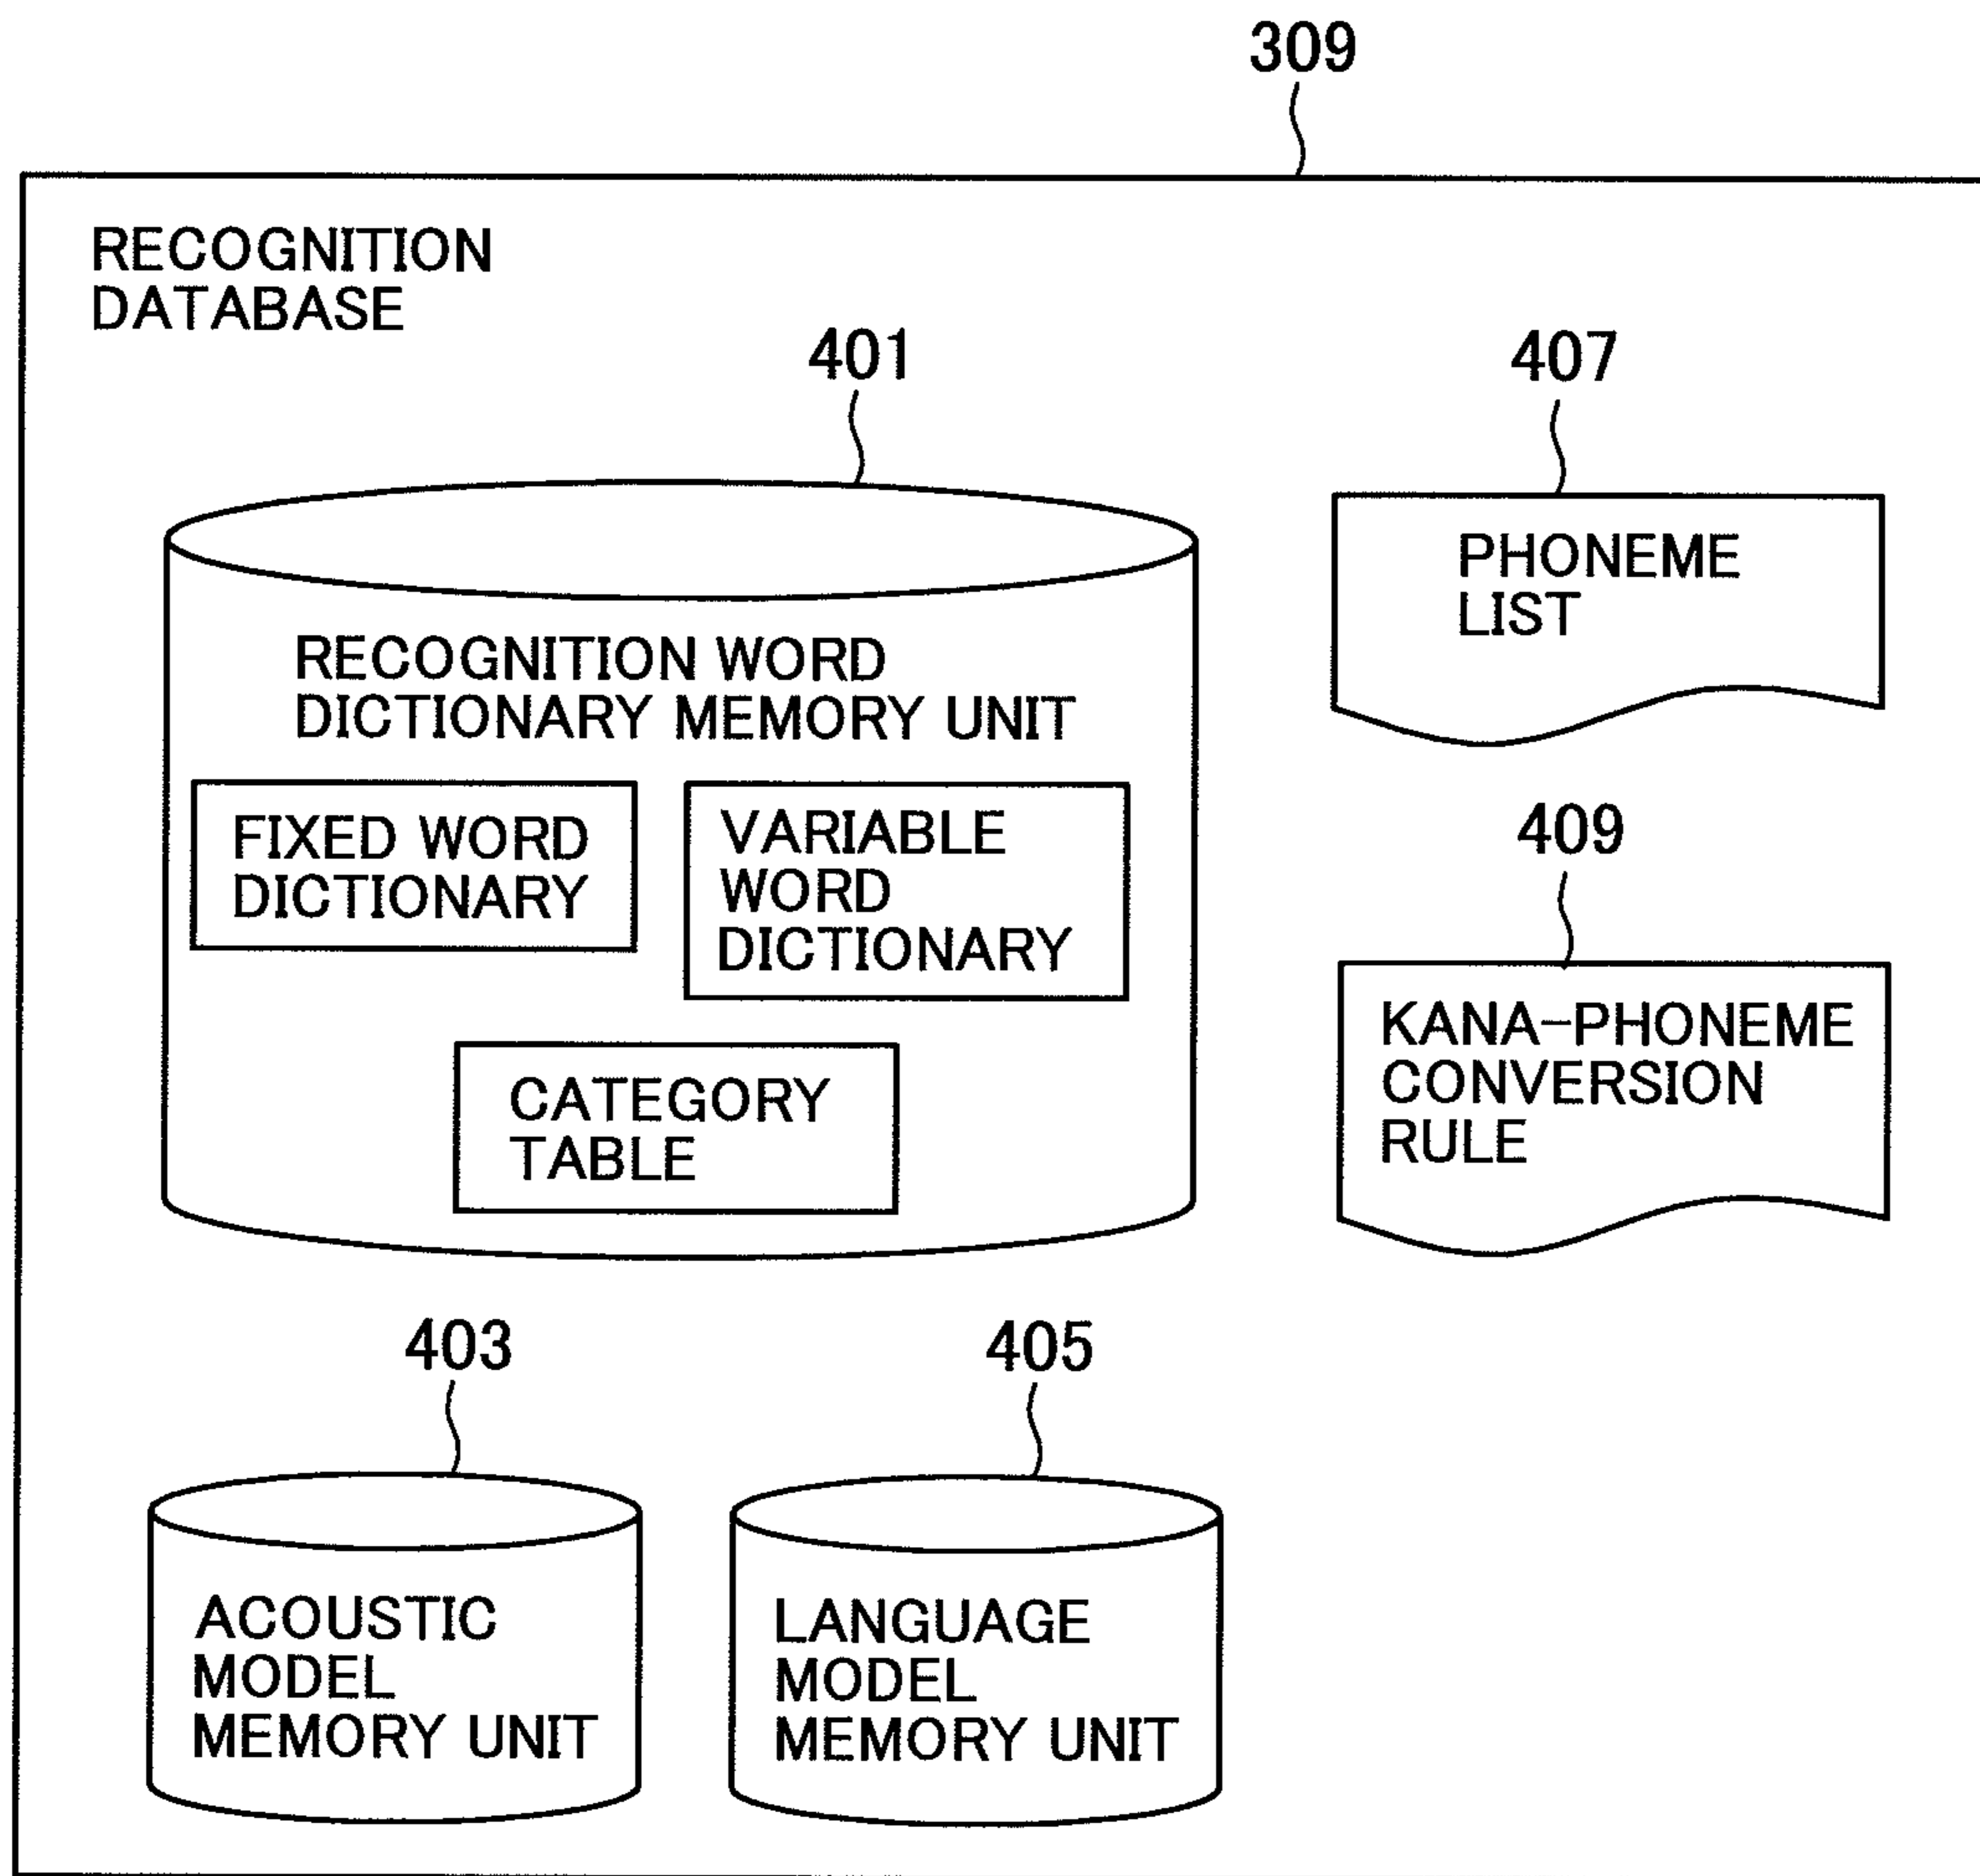 309
RECOGNITION
DATABASE
401
RECOGNITION WORD
DICTIONARY MEMORY UNIT
FIXED WORD
DICTIONARY
VARIABLE
WORD
DICTIONARY
CATEGORY
TABLE
407
PHONEME
LIST
409
KANA-PHONEME
CONVERSION
RULE
403
ACOUSTIC
MODEL
MEMORY UNIT
405
LANGUAGE
MODEL
MEMORY UNIT